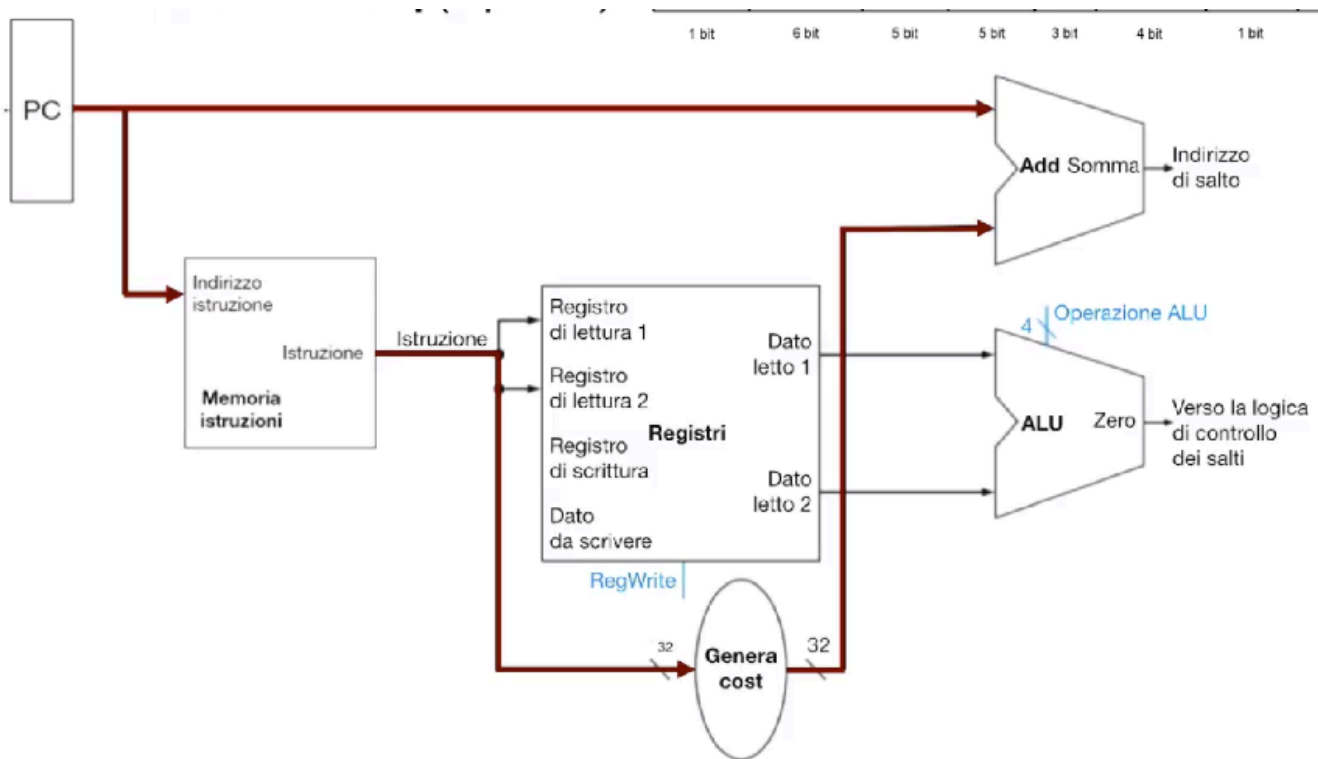 1 bit 6 bit 5 bit 5 bit 3 bit 4 bit 1 bit
PC
Add Somma
Indirizzo
di salto
Indirizzo
istruzione
Istruzione
Memoria
istruzioni
Istruzione
Registro
di lettura 1
Registro
di lettura 2
Registro
di scrittura
Dato
da scrivere
Registri
Dato
letto 1
Dato
letto 2
RegWrite
4
Operazione ALU
ALU
Zero
Verso la logica
di controllo
dei salti
32
Genera
cost
32